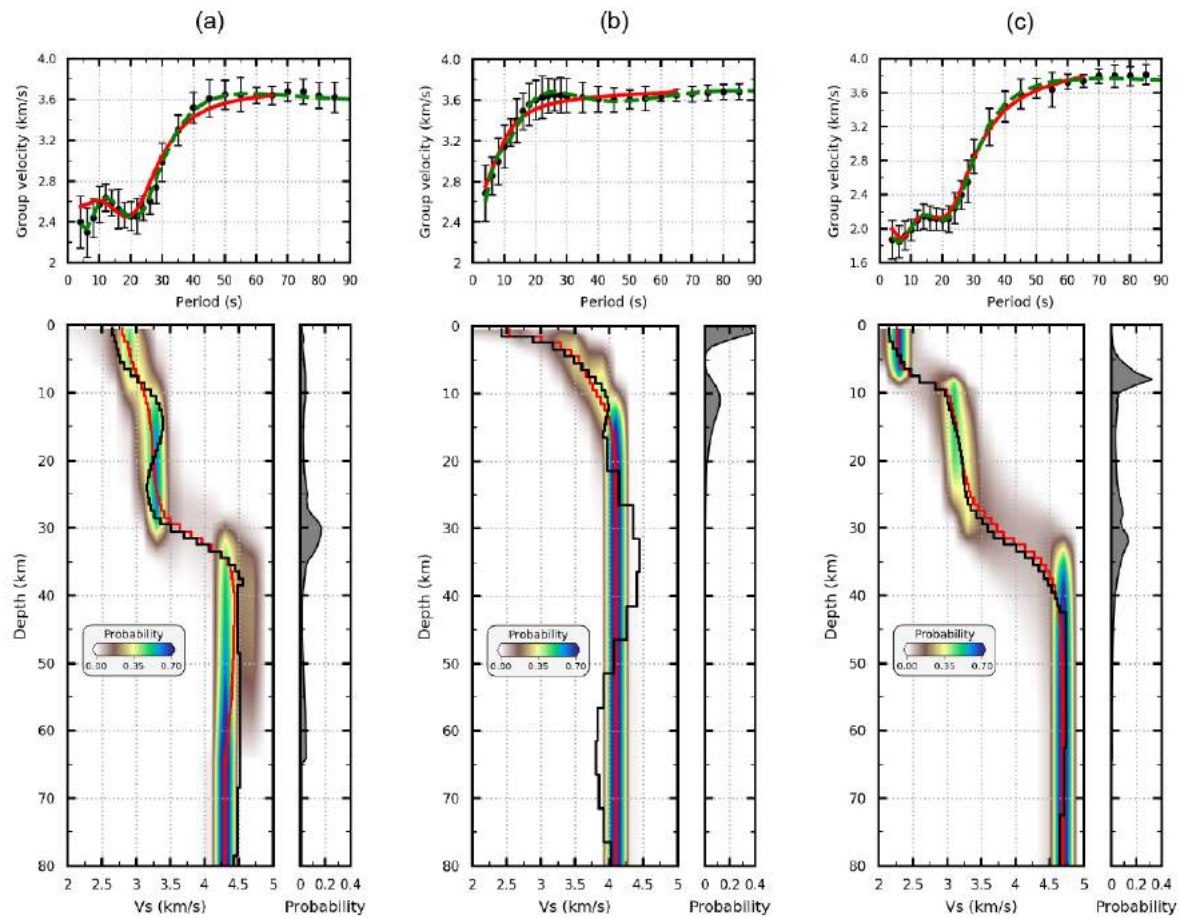 (a)
(b)
(c)
Group velocity (km/s)
4.0
3.6
3.2
2.8
2.4
2
0 10 20 30 40 50 60 70 80 90
Period (s)
Group velocity (km/s)
4.0
3.6
3.2
2.8
2.4
2
0 10 20 30 40 50 60 70 80 90
Period (s)
Group velocity (km/s)
4.0
3.6
3.2
2.8
2.4
2.0
1.6
0 10 20 30 40 50 60 70 80 90
Period (s)
Depth (km)
0
10
20
30
40
50
60
70
80
Probability
0.00 0.35 0.70
2 2.5 3 3.5 4 4.5 5
Vs (km/s)
0 0.2 0.4
Probability
Depth (km)
0
10
20
30
40
50
60
70
80
Probability
0.00 0.35 0.70
2 2.5 3 3.5 4 4.5 5
Vs (km/s)
0 0.2 0.4
Probability
Depth (km)
0
10
20
30
40
50
60
70
80
Probability
0.00 0.35 0.70
2 2.5 3 3.5 4 4.5 5
Vs (km/s)
0 0.2 0.4
Probability